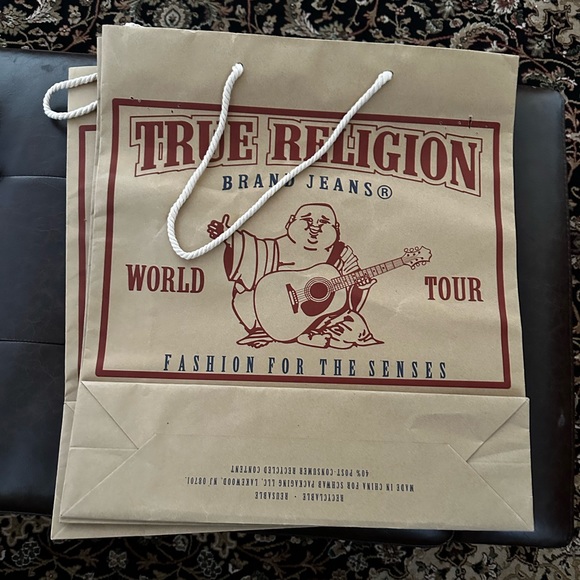 TRUE RELIGION
BRAND JEANS®
WORLD TOUR
FASHION FOR THE SENSES
RECYCLABLE · REUSABLE
MADE IN CHINA FOR SCHWAB PACKAGING LLC, LAKEWOOD, NJ 08701.
40% POST CONSUMER RECYCLED CONTENT